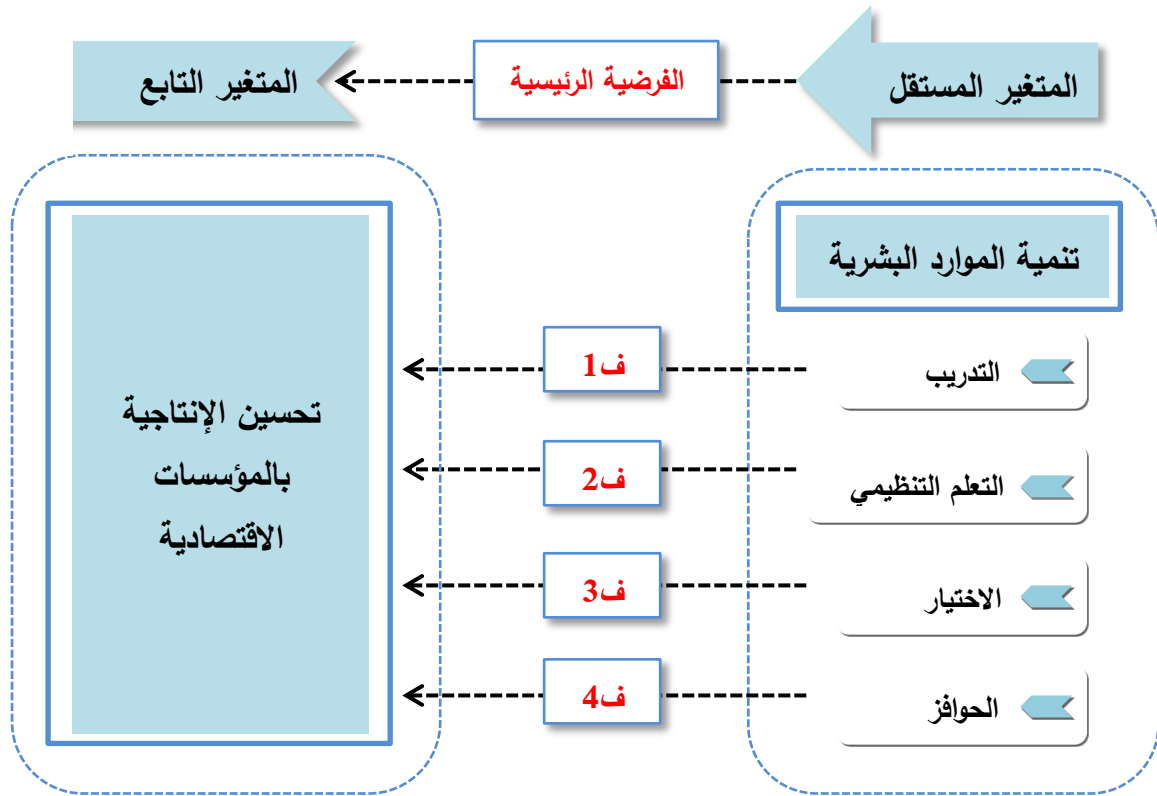 المتغير المستقل
الفرضية الرئيسية
المتغير التابع
تنمية الموارد البشرية
التدريب
ف1
التعلم التنظيمي
ف2
الاختيار
ف3
الحوافز
ف4
تحسين الإنتاجية
بالمؤسسات
الاقتصادية